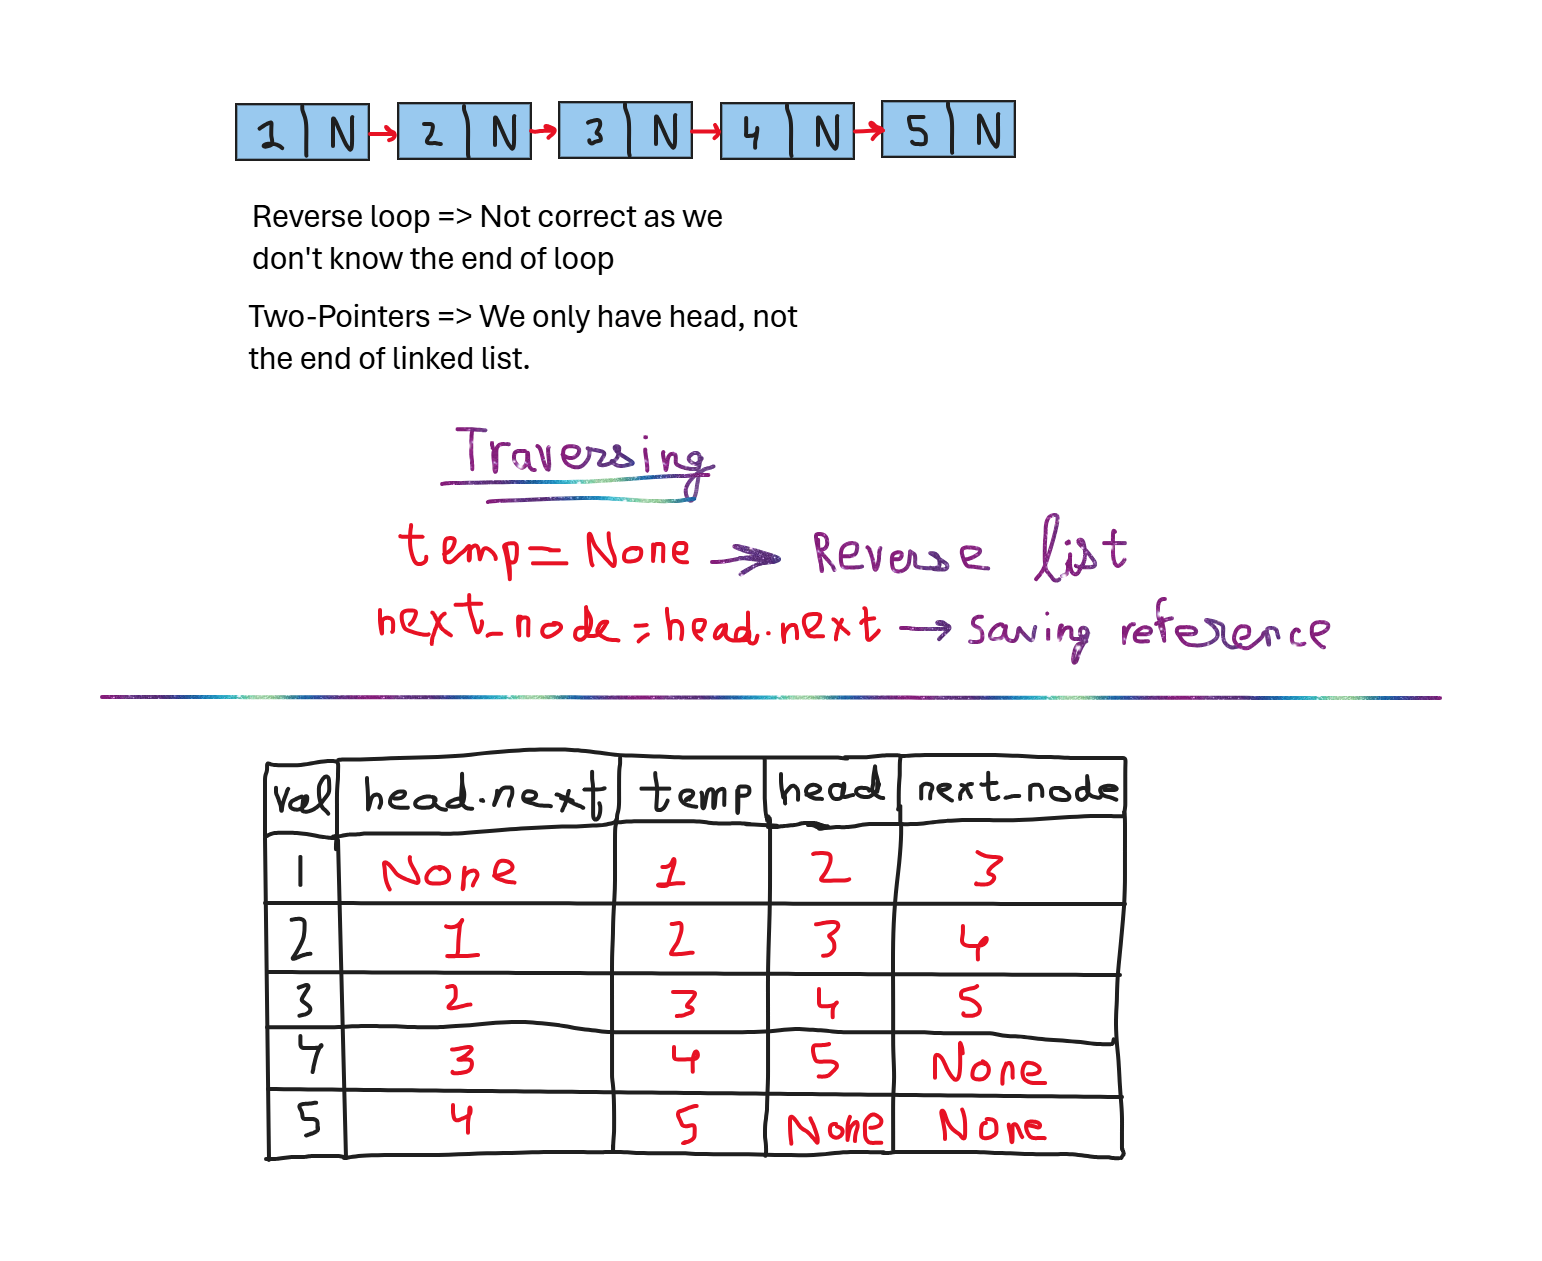 1 N 2 N 3 N 4 N 5 N
Reverse loop => Not correct as we
don't know the end of loop
Two-Pointers => We only have head, not
the end of linked list.
Traversing
temp = None → Reverse list
next_node = head.next → saving reference
val head.next temp head next_node
1 None 1 2 3
2 1 2 3 4
3 2 3 4 5
4 3 4 5 None
5 4 5 None None